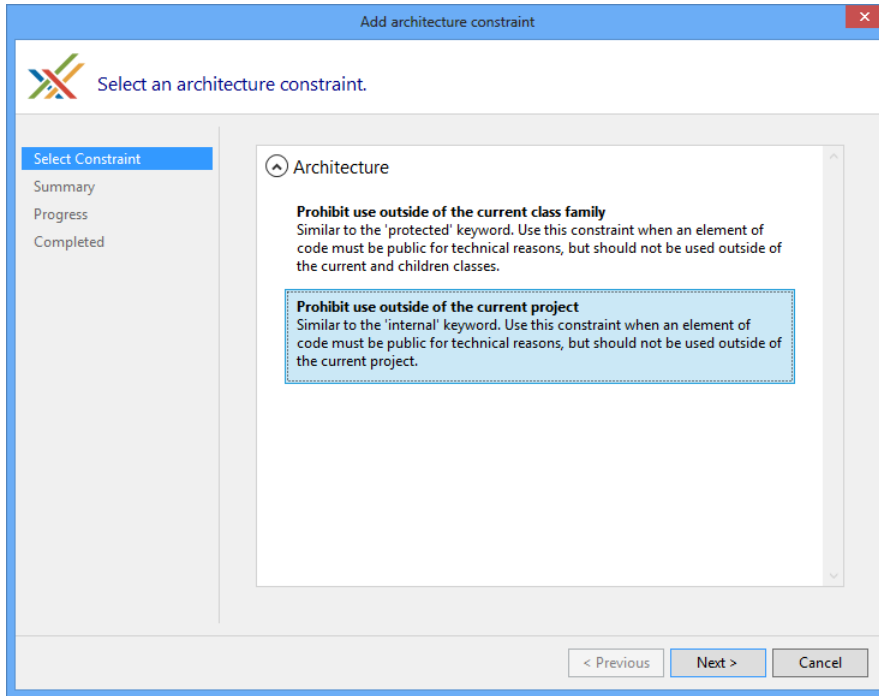 Add architecture constraint
Select an architecture constraint.
Select Constraint
Summary
Progress
Completed
Architecture
Prohibit use outside of the current class family
Similar to the 'protected' keyword. Use this constraint when an element of
code must be public for technical reasons, but should not be used outside of
the current and children classes.
Prohibit use outside of the current project
Similar to the 'internal' keyword. Use this constraint when an element of
code must be public for technical reasons, but should not be used outside of
the current project.
< Previous
Next >
Cancel